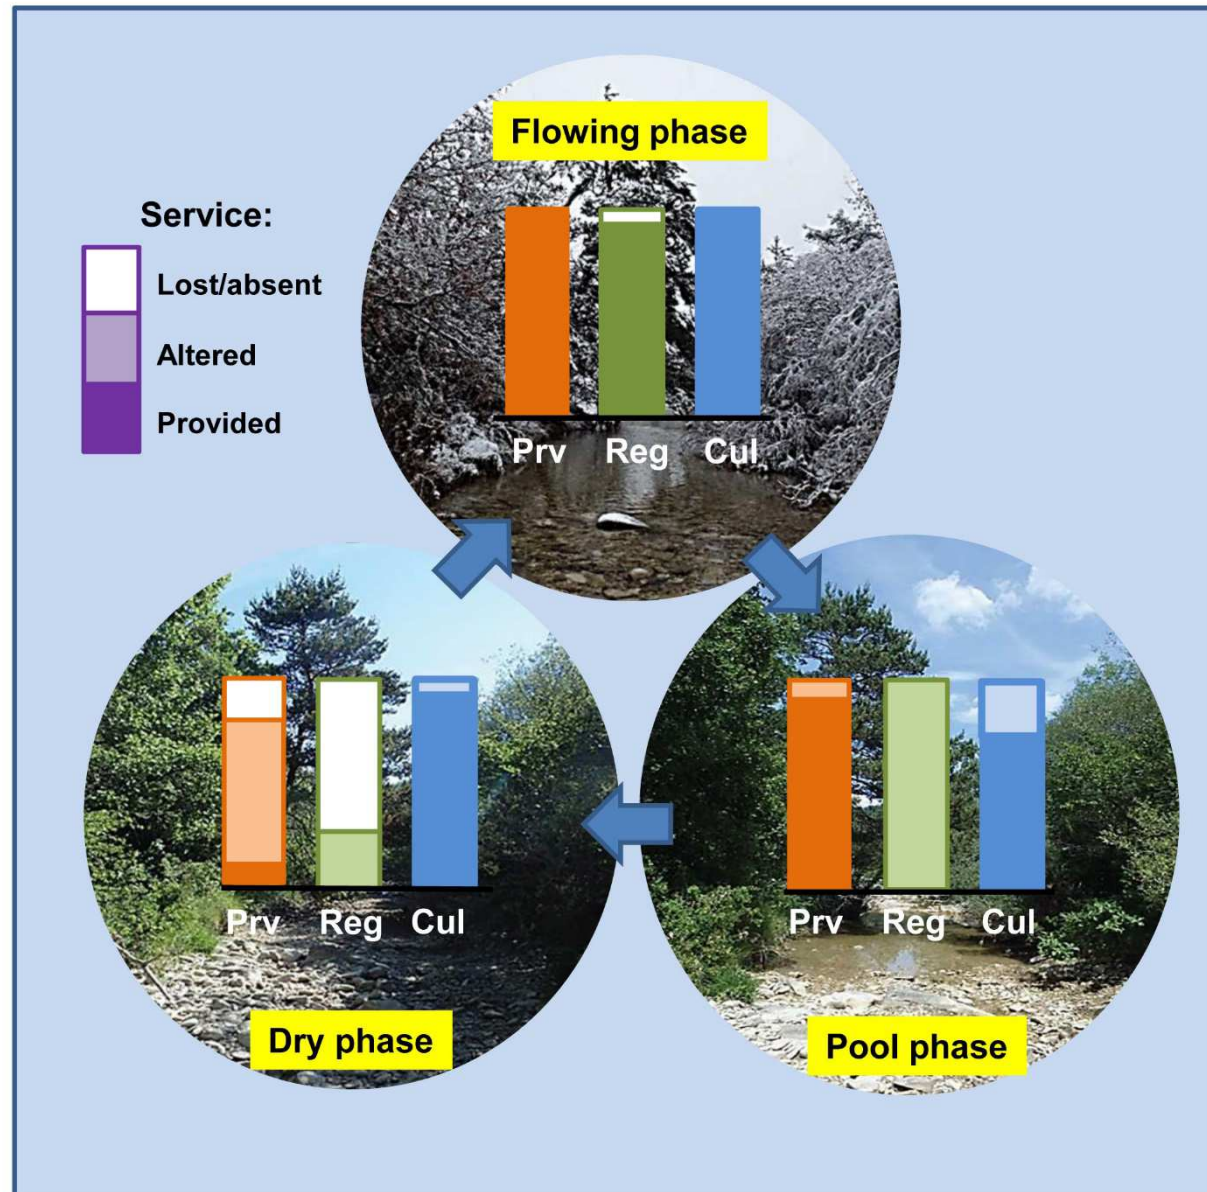 Flowing phase
Service:
Lost/absent
Altered
Provided
Prv Reg Cul
Prv Reg Cul
Dry phase
Prv Reg Cul
Pool phase